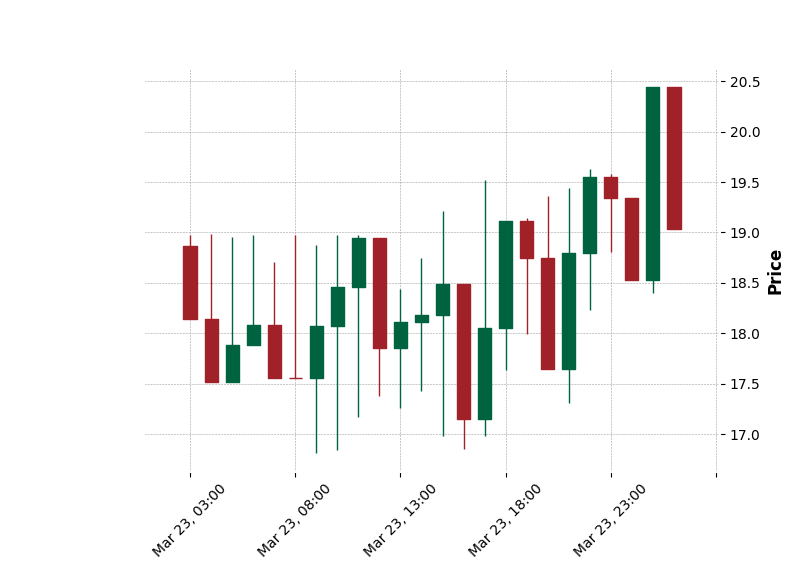 20.5
20.0
19.5
19.0
18.5
18.0
17.5
17.0
Price
Mar 23, 03:00
Mar 23, 08:00
Mar 23, 13:00
Mar 23, 18:00
Mar 23, 23:00